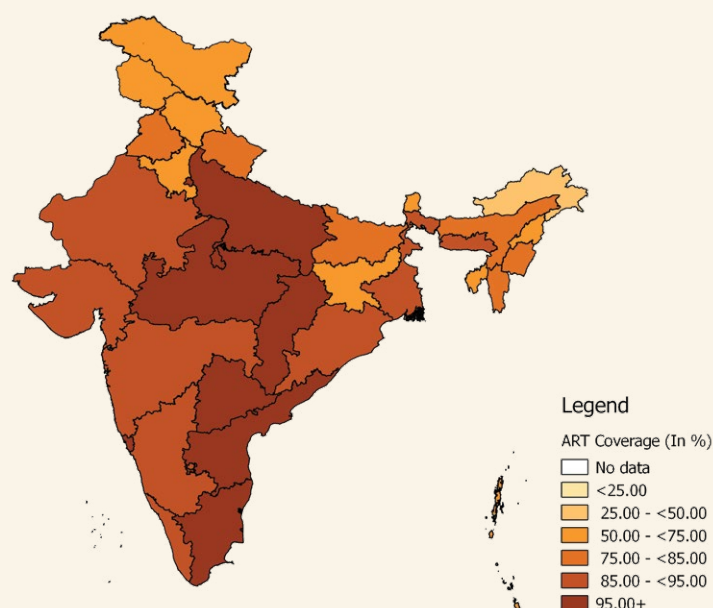 Legend
ART Coverage (In %)
No data
<25.00
25.00 - <50.00
50.00 - <75.00
75.00 - <85.00
85.00 - <95.00
95.00+